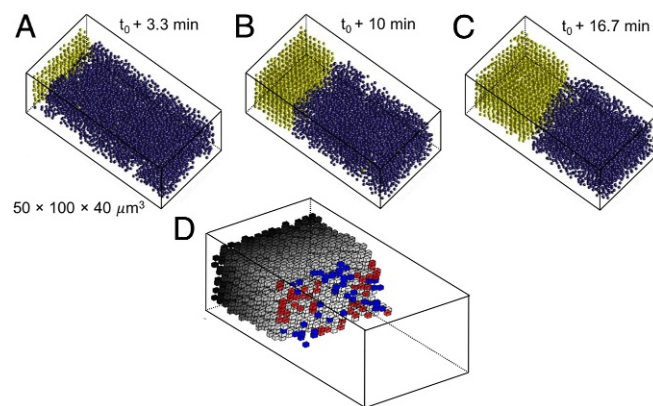 A
t₀ + 3.3 min
B
t₀ + 10 min
C
t₀ + 16.7 min
50 × 100 × 40 μm³
D